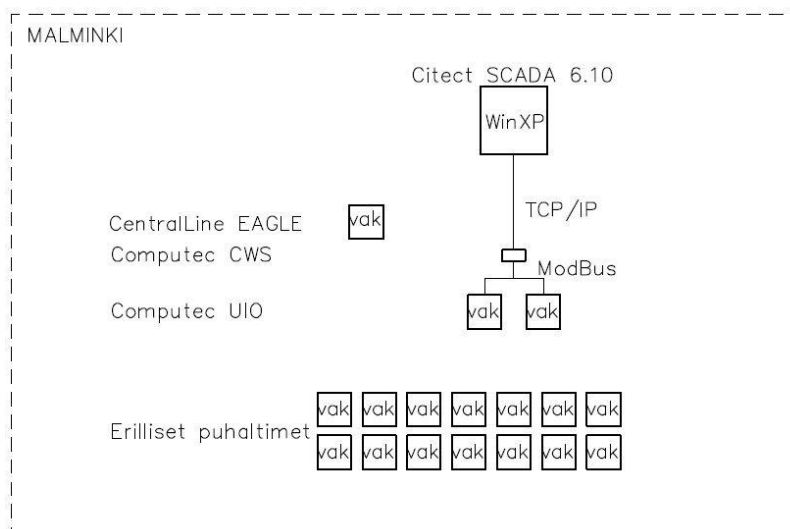 MALMINKI
Citect SCADA 6.10
WinXP
TCP/IP
CentralLine EAGLE vak
Computec CWS
ModBus
Computec UIO vak vak
Erilliset puhaltimet
vak vak vak vak vak vak vak
vak vak vak vak vak vak vak